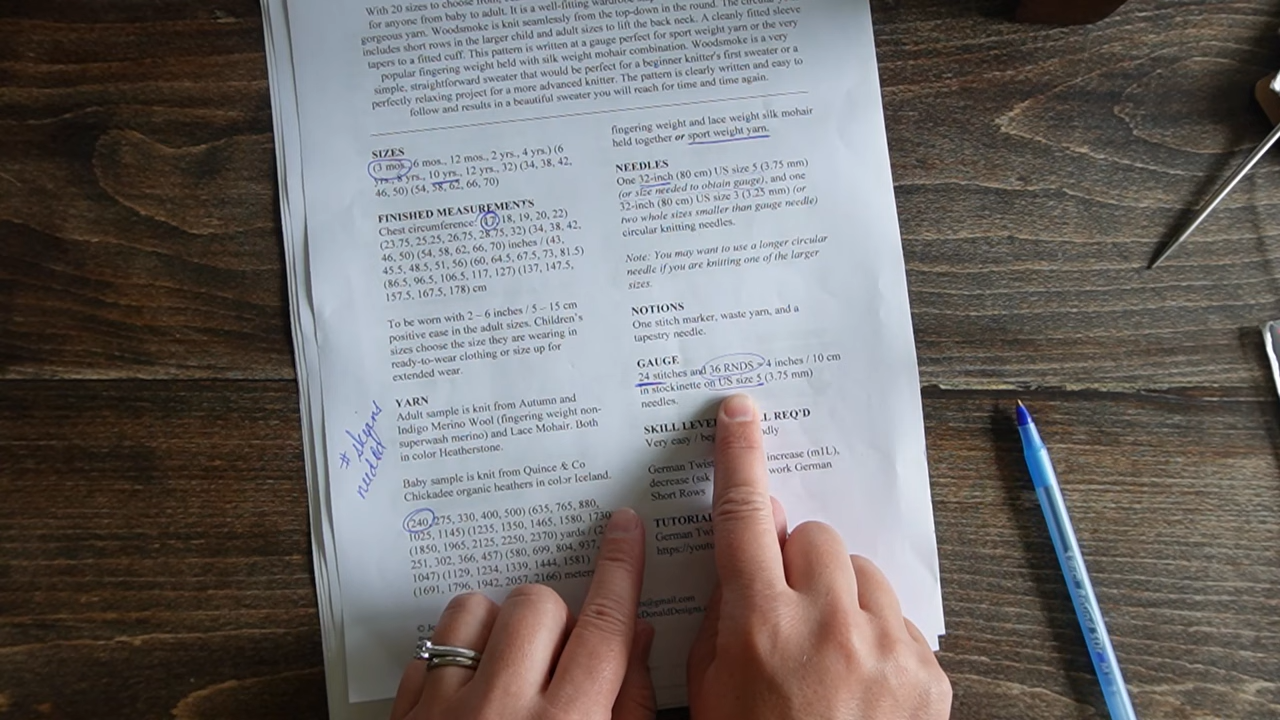 With 20 sizes to choose from,
for anyone from baby to adult. It is a well-fitting wardrobe
gorgeous yarn. Woodsmoke is knit seamlessly from the top-down in the round. The circular
includes short rows in the larger child and adult sizes to lift the back neck. A cleanly fitted sleeve
tapers to a fitted cuff. This pattern is written at a gauge perfect for sport weight yarn or the very
popular fingering weight held with silk weight mohair combination. Woodsmoke is a very
simple, straightforward sweater that would be perfect for a beginner knitter's first sweater or a
perfectly relaxing project for a more advanced knitter. The pattern is clearly written and easy to
follow and results in a beautiful sweater you will reach for time and time again.
SIZES
(3 mos., 6 mos., 12 mos., 2 yrs., 4 yrs.) (6
yrs., 8 yrs., 10 yrs., 12 yrs., 32) (34, 38, 42,
46, 50) (54, 58, 62, 66, 70)
FINISHED MEASUREMENTS
Chest circumference: (17, 18, 19, 20, 22)
(23.75, 25.25, 26.75, 28.75, 32) (34, 38, 42,
46, 50) (54, 58, 62, 66, 70) inches / (43,
45.5, 48.5, 51, 56) (60, 64.5, 67.5, 73, 81.5)
(86.5, 96.5, 106.5, 117, 127) (137, 147.5,
157.5, 167.5, 178) cm
To be worn with 2 – 6 inches / 5 – 15 cm
positive ease in the adult sizes. Children's
sizes choose the size they are wearing in
ready-to-wear clothing or size up for
extended wear.
# skeins
needed
YARN
Adult sample is knit from Autumn and
Indigo Merino Wool (fingering weight non-
superwash merino) and Lace Mohair. Both
in color Heatherstone.
Baby sample is knit from Quince & Co
Chickadee organic heathers in color Iceland.
(240, 275, 330, 400, 500) (635, 765, 880,
1025, 1145) (1235, 1350, 1465, 1580, 1730)
(1850, 1965, 2125, 2250, 2370) yards /
251, 302, 366, 457) (580, 699, 804, 937,
1047) (1129, 1234, 1339, 1444, 1581)
(1691, 1796, 1942, 2057, 2166) meters
©
fingering weight and lace weight silk mohair
held together or sport weight yarn.
NEEDLES
One 32-inch (80 cm) US size 5 (3.75 mm)
(or size needed to obtain gauge), and one
32-inch (80 cm) US size 3 (3.25 mm) (or
two whole sizes smaller than gauge needle)
circular knitting needles.
Note: You may want to use a longer circular
needle if you are knitting one of the larger
sizes.
NOTIONS
One stitch marker, waste yarn, and a
tapestry needle.
GAUGE
24 stitches and 36 RNDS = 4 inches / 10 cm
in stockinette on US size 5 (3.75 mm)
needles.
SKILL LEVEL REQ'D
Very easy /
German increase (m1L),
decrease (ssk work German
Short Rows
TUTORIAL
German
https://
@gmail.com
DonaldDesigns